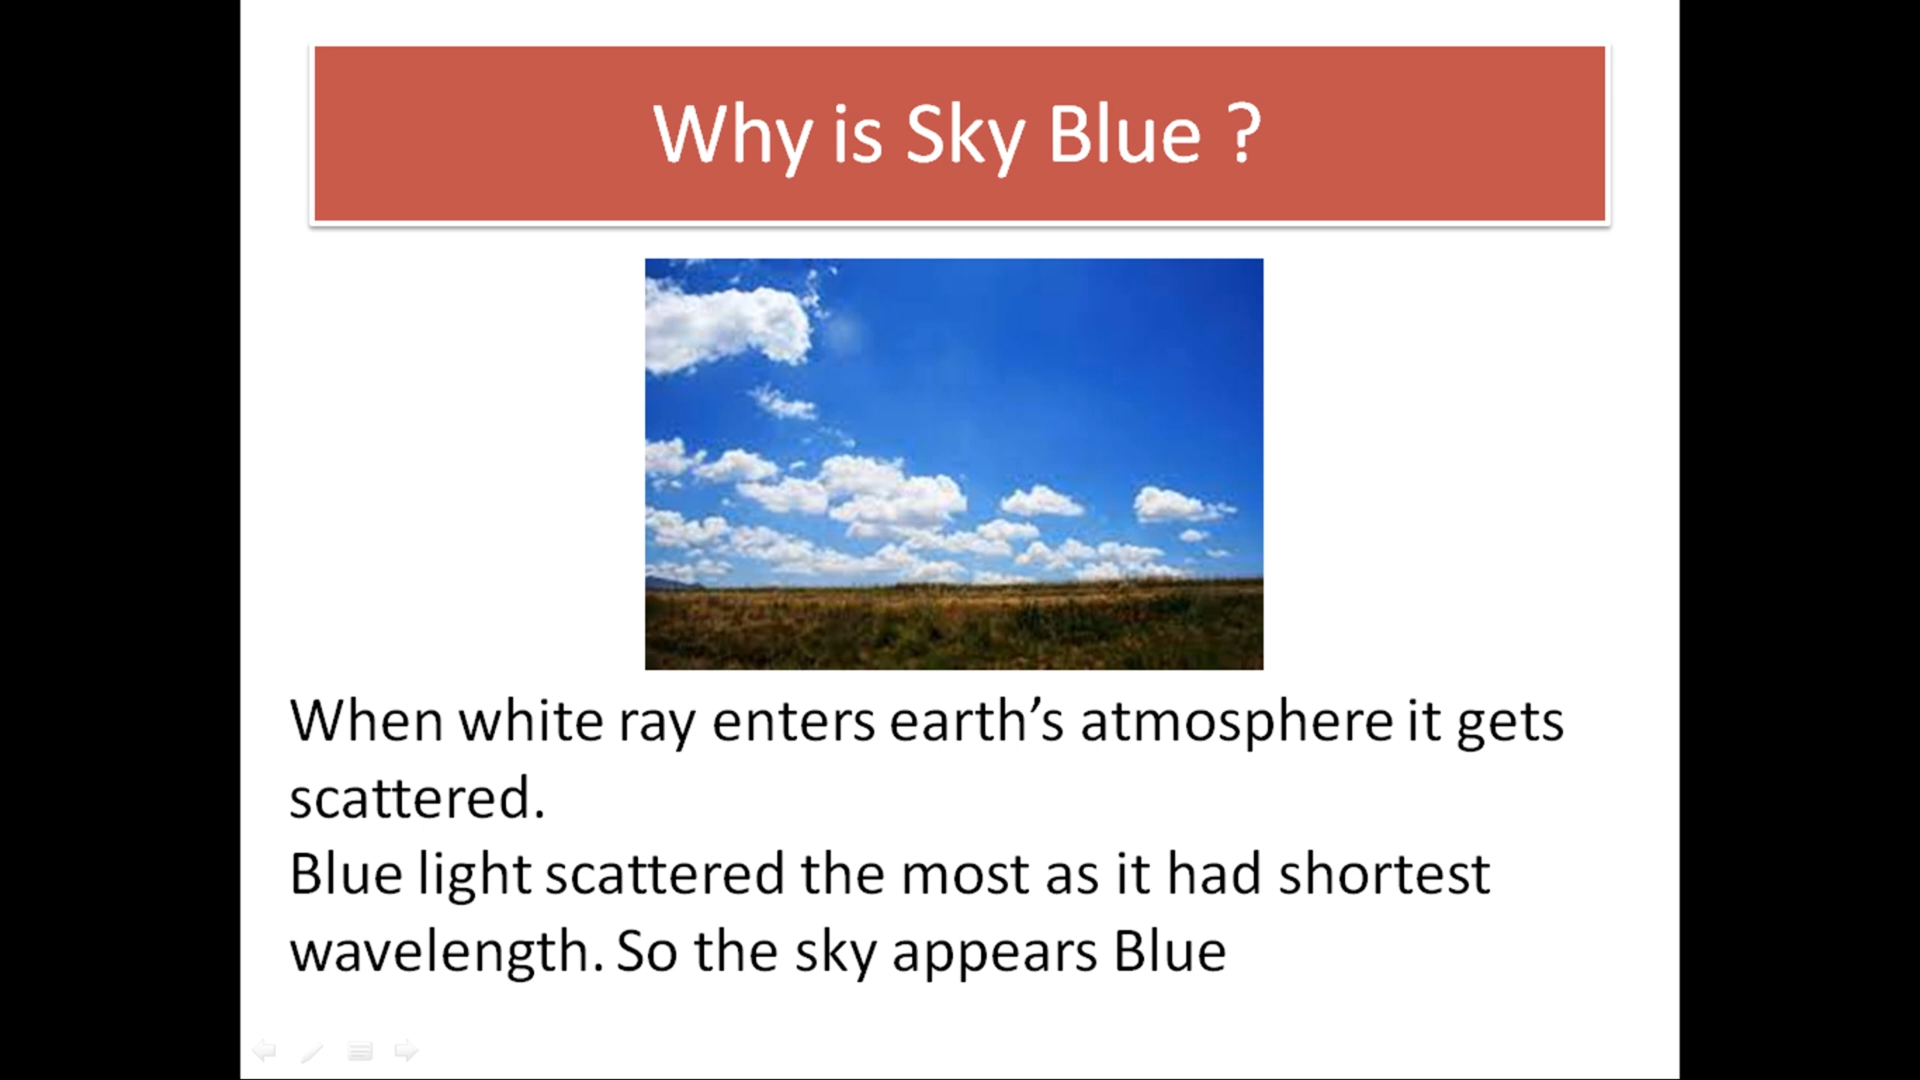 Why is Sky Blue ?
When white ray enters earth’s atmosphere it gets
scattered.
Blue light scattered the most as it had shortest
wavelength. So the sky appears Blue